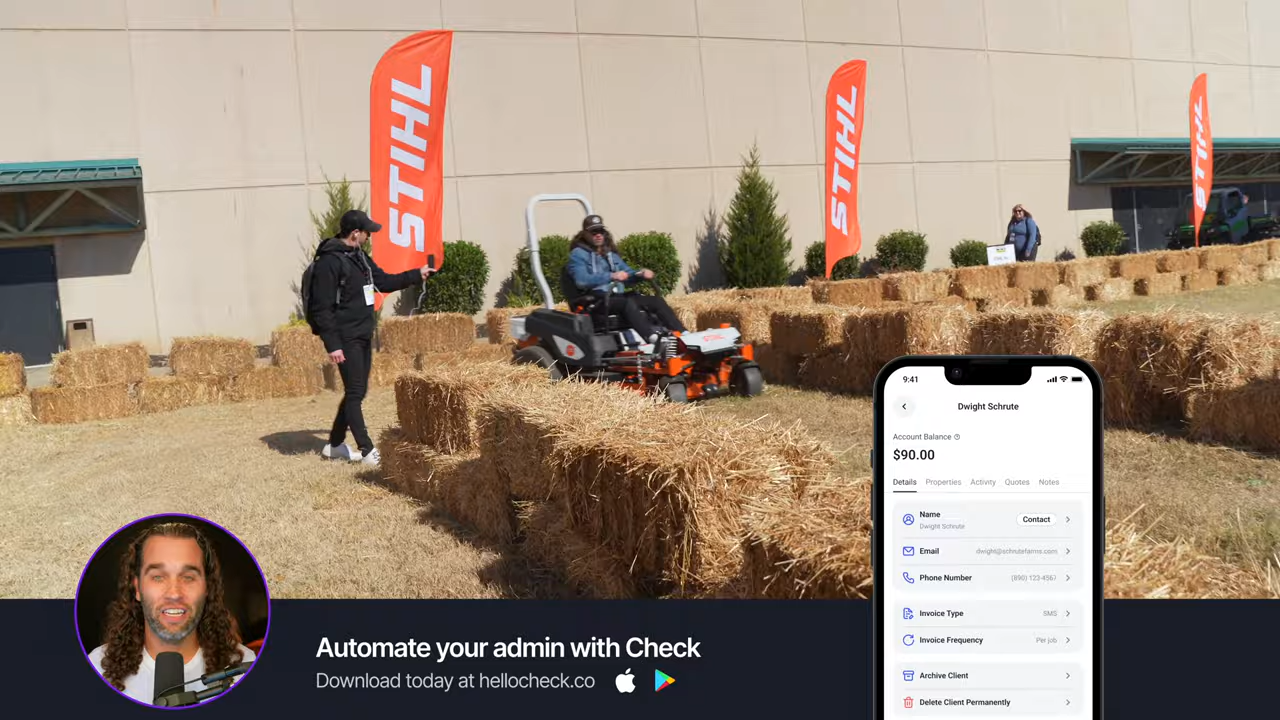 STIHL
STIHL
STIHL
STIHL
9:41
Dwight Schrute
Account Balance
$90.00
Details Properties Activity Quotes Notes
Name
Dwight Schrute
Contact
Email dwight@schrutefarms.com
Phone Number (890) 123-4567
Invoice Type SMS
Invoice Frequency Per job
Archive Client
Delete Client Permanently
Automate your admin with Check
Download today at hellocheck.co